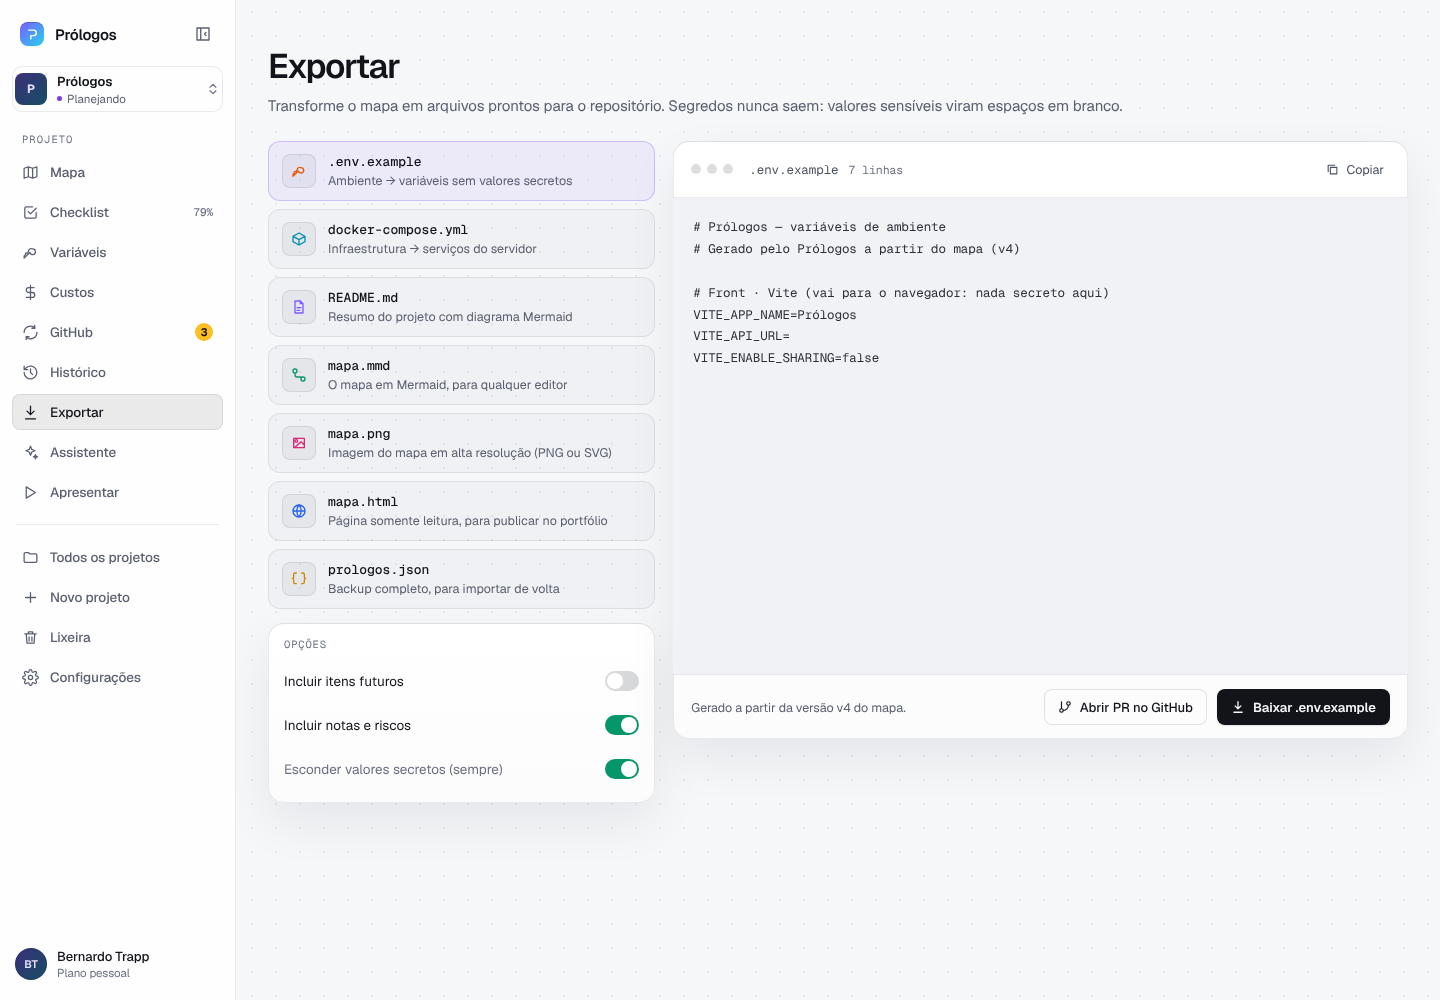 Prólogos
P
Prólogos
Planejando
PROJETO
Mapa
Checklist 79%
Variáveis
Custos
GitHub 3
Histórico
Exportar
Assistente
Apresentar
Todos os projetos
Novo projeto
Lixeira
Configurações
BT
Bernardo Trapp
Plano pessoal
Exportar
Transforme o mapa em arquivos prontos para o repositório. Segredos nunca saem: valores sensíveis viram espaços em branco.
.env.example
Ambiente → variáveis sem valores secretos
docker-compose.yml
Infraestrutura → serviços do servidor
README.md
Resumo do projeto com diagrama Mermaid
mapa.mmd
O mapa em Mermaid, para qualquer editor
mapa.png
Imagem do mapa em alta resolução (PNG ou SVG)
mapa.html
Página somente leitura, para publicar no portfólio
prologos.json
Backup completo, para importar de volta
OPÇÕES
Incluir itens futuros
Incluir notas e riscos
Esconder valores secretos (sempre)
.env.example 7 linhas
Copiar
# Prólogos — variáveis de ambiente
# Gerado pelo Prólogos a partir do mapa (v4)
# Front · Vite (vai para o navegador: nada secreto aqui)
VITE_APP_NAME=Prólogos
VITE_API_URL=
VITE_ENABLE_SHARING=false
Gerado a partir da versão v4 do mapa.
Abrir PR no GitHub
Baixar .env.example